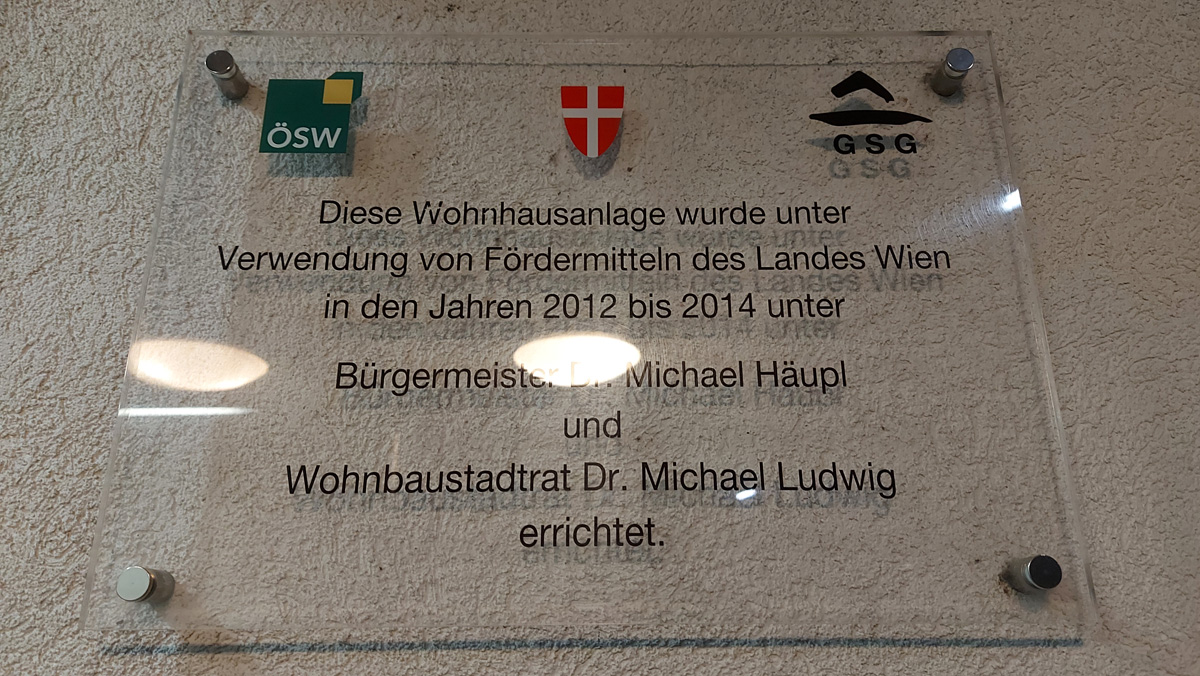 ÖSW
GSG
Diese Wohnhausanlage wurde unter
Verwendung von Fördermitteln des Landes Wien
in den Jahren 2012 bis 2014 unter
Bürgermeister Dr. Michael Häupl
und
Wohnbaustadtrat Dr. Michael Ludwig
errichtet.